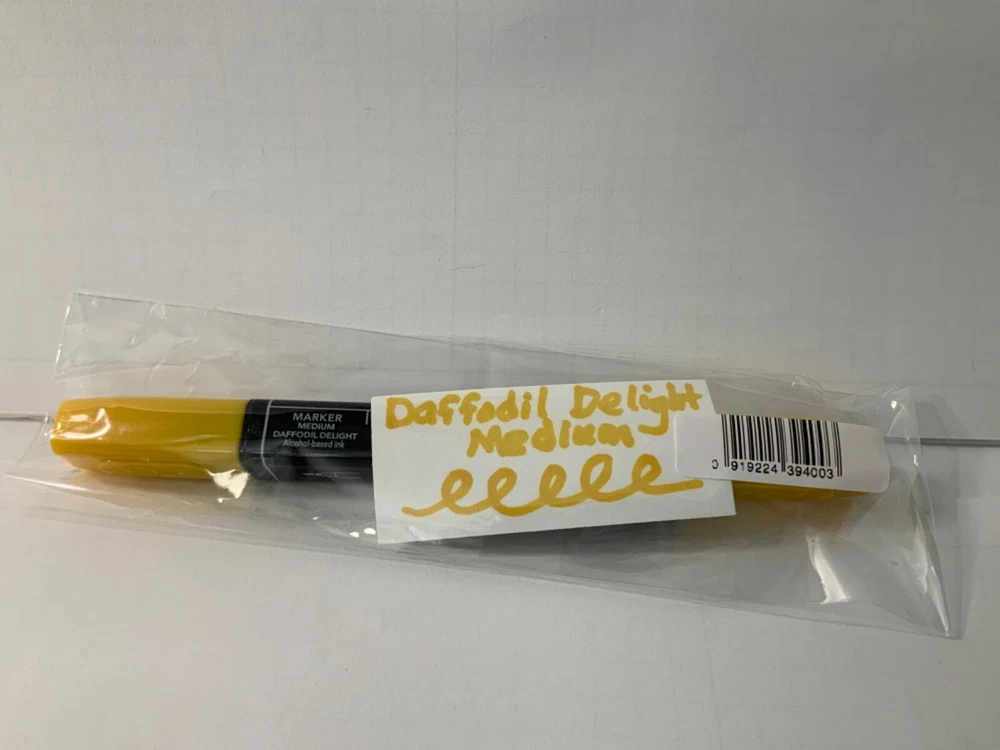 MARKER
MEDIUM
DAFFODIL DELIGHT
Alcohol-based ink
Daffodil Delight
Medium
0 919224 394003